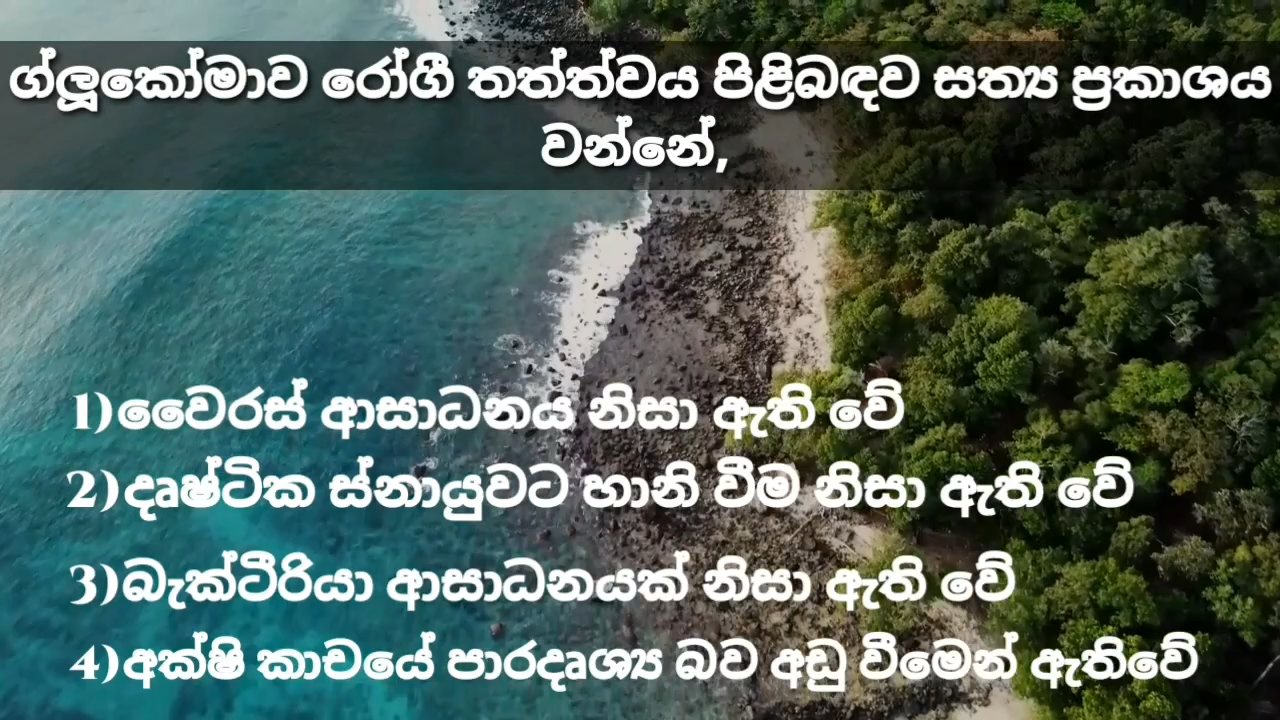 ග්ලූකෝමාව රෝගී තත්ත්වය පිළිබඳව සත්‍ය ප්‍රකාශය
වන්නේ,
1)වෛරස් ආසාධනය නිසා ඇති වේ
2)දෘෂ්ටික ස්නායුවට හානි වීම නිසා ඇති වේ
3)බැක්ටීරියා ආසාධනයක් නිසා ඇති වේ
4)අක්ෂි කාචයේ පාරදෘශ්‍ය බව අඩු වීමෙන් ඇතිවේ